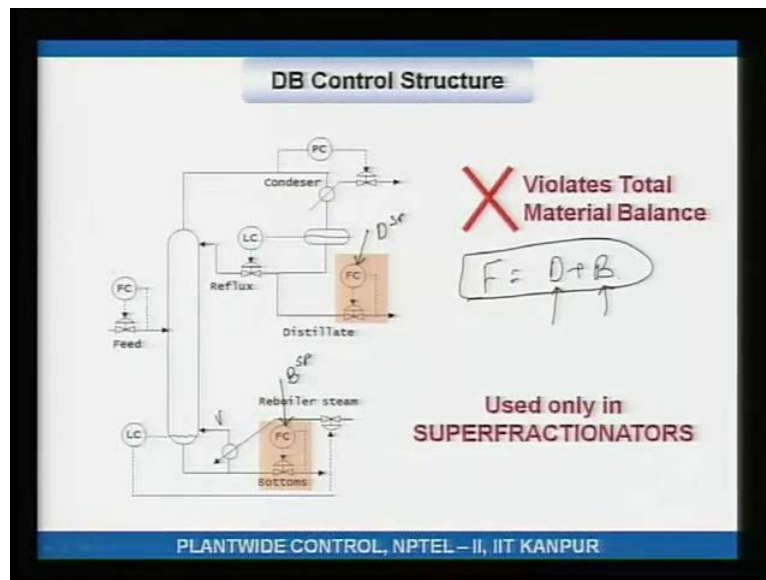 DB Control Structure
PC
Condeser
D^SP
LC
FC
Reflux
FC
Feed
Distillate
B^SP
Reboiler steam
LC
FC
Bottoms
Violates Total
Material Balance
F = D + B
Used only in
SUPERFRACTIONATORS
PLANTWIDE CONTROL, NPTEL – II, IIT KANPUR